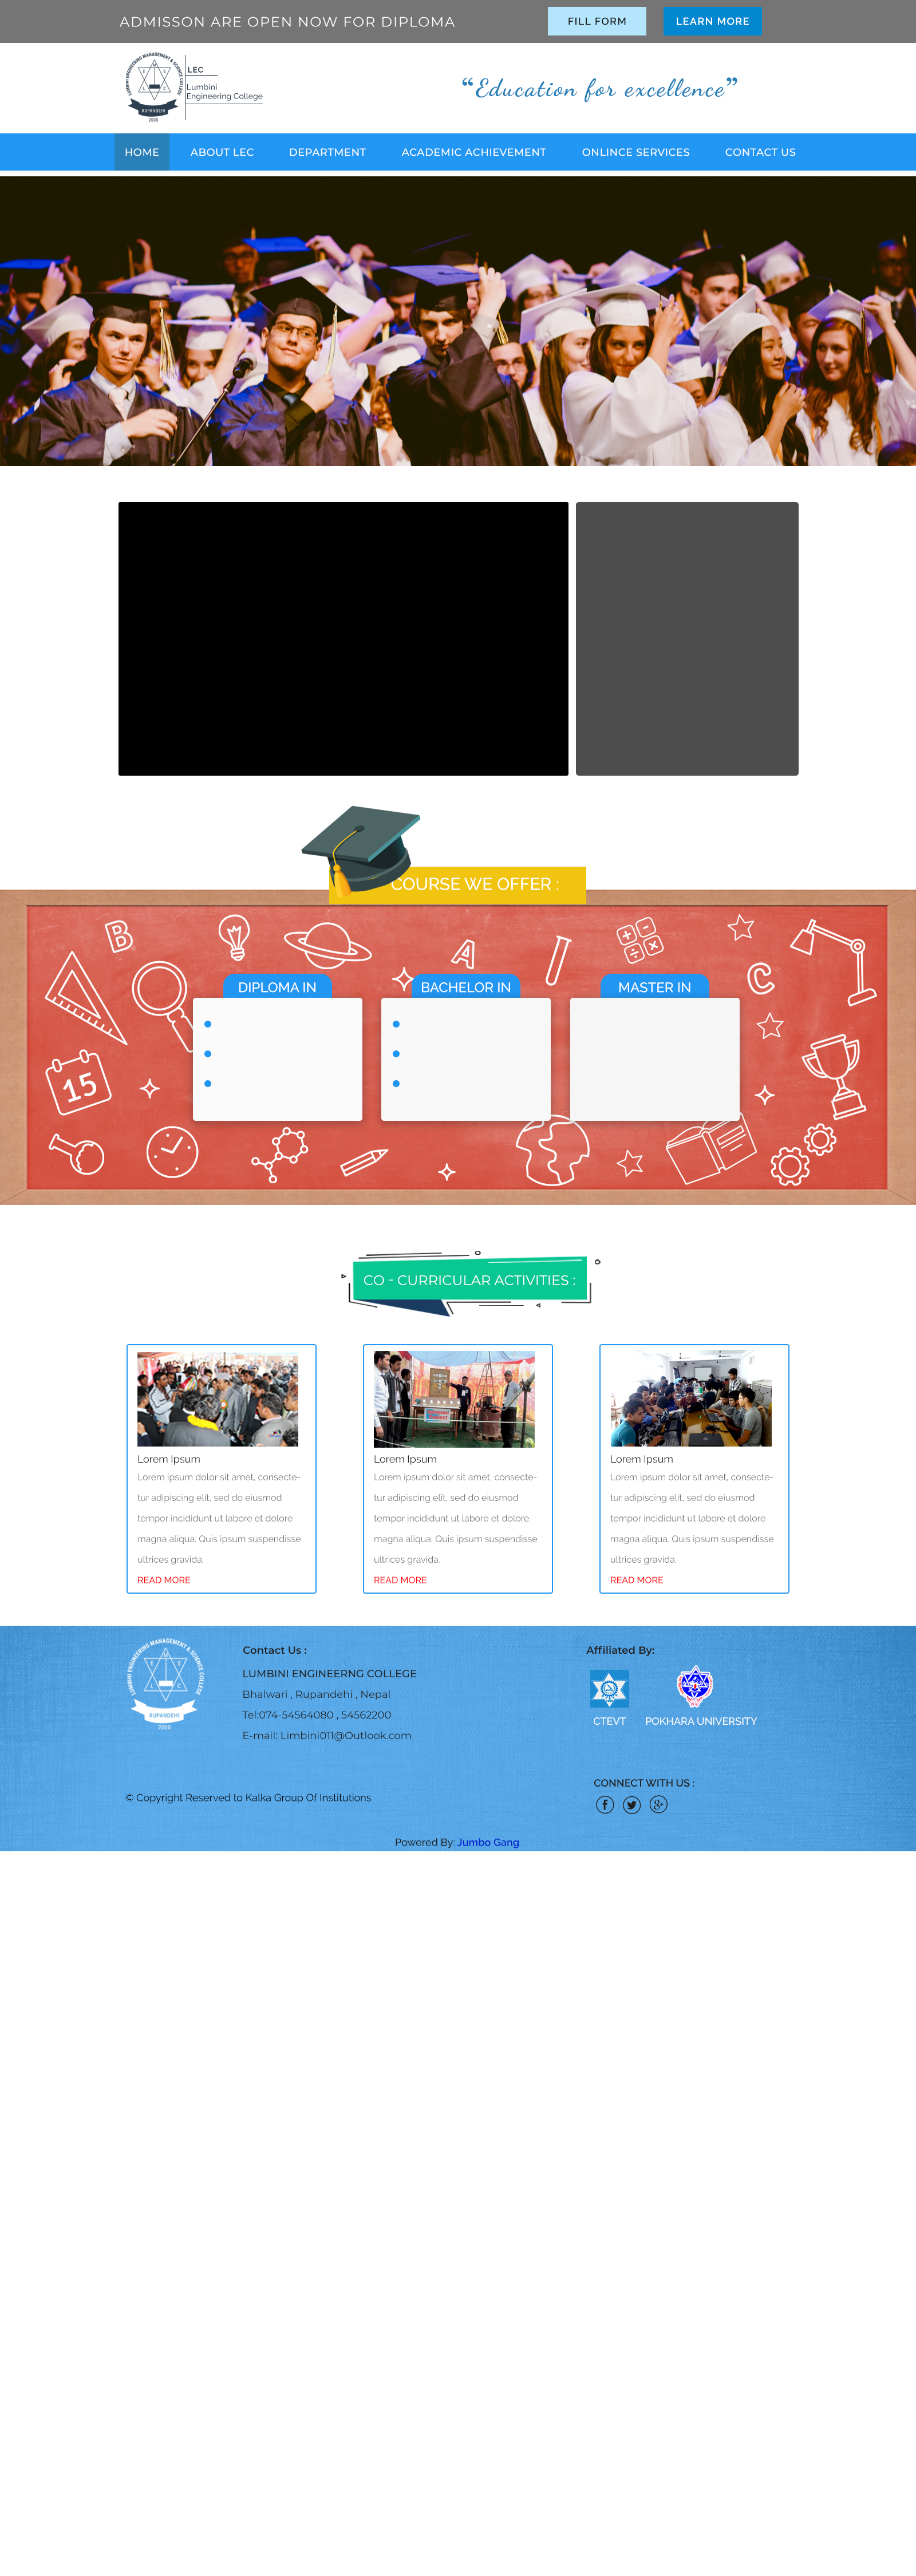 ADMISSON ARE OPEN NOW FOR DIPLOMA
FILL FORM
LEARN MORE
LUMBINI ENGINEERING MANAGEMENT & SCIENCE COLLEGE
RUPANDEHI
2000
LEC
Lumbini
Engineering College
“Education for excellence”
HOME
ABOUT LEC
DEPARTMENT
ACADEMIC ACHIEVEMENT
ONLINCE SERVICES
CONTACT US
COURSE WE OFFER :
B
A
C
15
DIPLOMA IN
BACHELOR IN
MASTER IN
CO - CURRICULAR ACTIVITIES :
Lorem Ipsum
Lorem ipsum dolor sit amet, consecte-
tur adipiscing elit, sed do eiusmod
tempor incididunt ut labore et dolore
magna aliqua. Quis ipsum suspendisse
ultrices gravida.
READ MORE
Lorem Ipsum
Lorem ipsum dolor sit amet, consecte-
tur adipiscing elit, sed do eiusmod
tempor incididunt ut labore et dolore
magna aliqua. Quis ipsum suspendisse
ultrices gravida.
READ MORE
Lorem Ipsum
Lorem ipsum dolor sit amet, consecte-
tur adipiscing elit, sed do eiusmod
tempor incididunt ut labore et dolore
magna aliqua. Quis ipsum suspendisse
ultrices gravida.
READ MORE
LUMBINI ENGINEERING MANAGEMENT & SCIENCE COLLEGE
RUPANDEHI
2000
Contact Us :
LUMBINI ENGINEERNG COLLEGE
Bhalwari , Rupandehi , Nepal
Tel:074-54564080 , 54562200
E-mail: Limbini011@Outlook.com
Affiliated By:
CTEVT
POKHARA UNIVERSITY
© Copyright Reserved to Kalka Group Of Institutions
CONNECT WITH US :
Powered By: Jumbo Gang